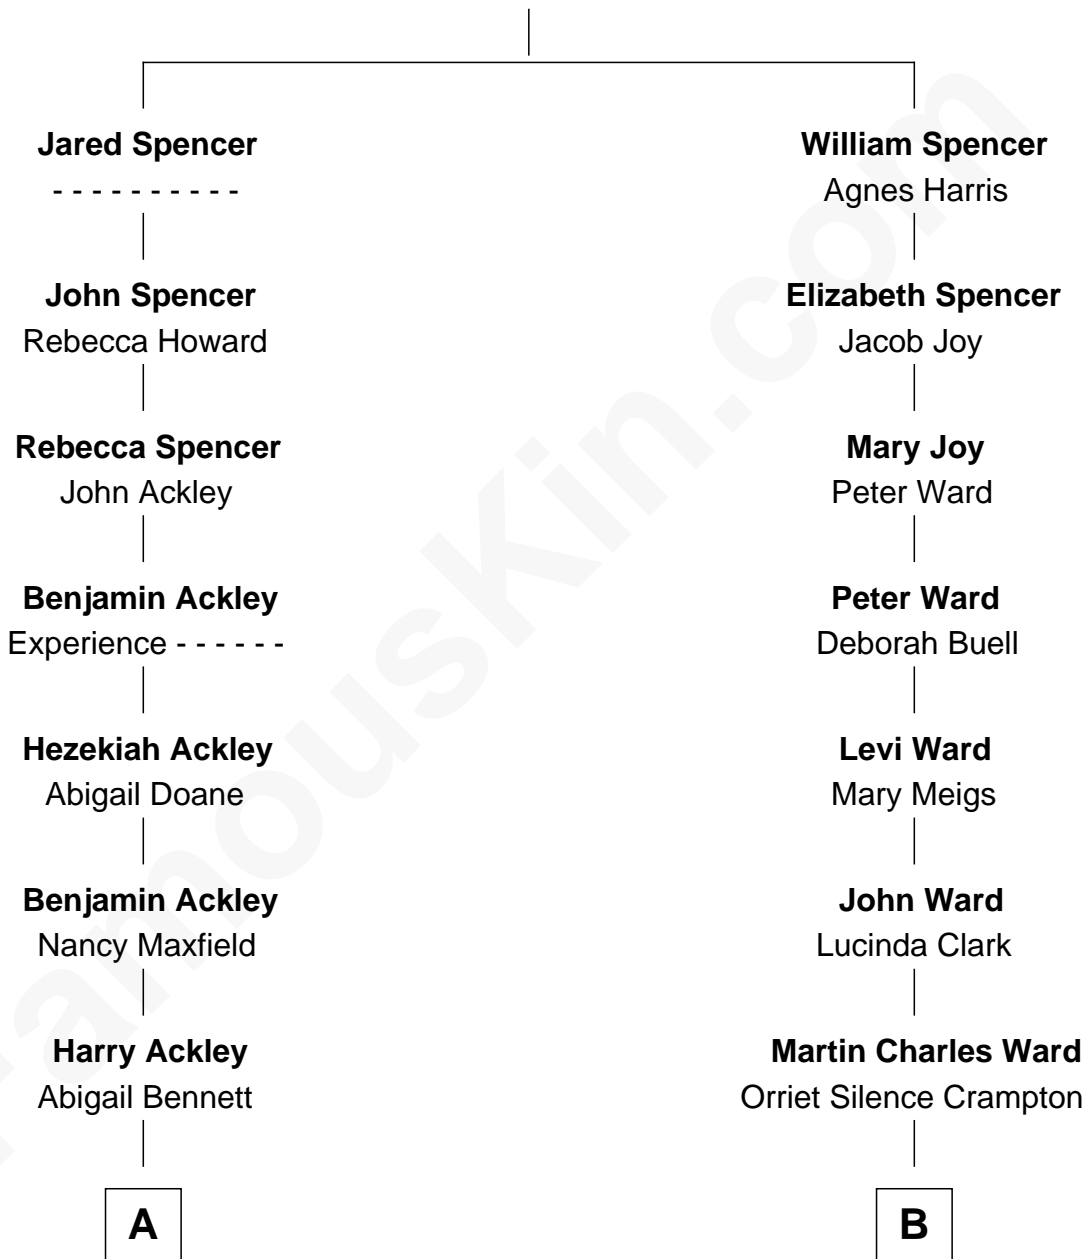 Jared Spencer
- - - - - - - - - -
John Spencer
Rebecca Howard
Rebecca Spencer
John Ackley
Benjamin Ackley
Experience - - - - - -
Hezekiah Ackley
Abigail Doane
Benjamin Ackley
Nancy Maxfield
Harry Ackley
Abigail Bennett
A
William Spencer
Agnes Harris
Elizabeth Spencer
Jacob Joy
Mary Joy
Peter Ward
Peter Ward
Deborah Buell
Levi Ward
Mary Meigs
John Ward
Lucinda Clark
Martin Charles Ward
Orriet Silence Crampton
B
FamousKin.com